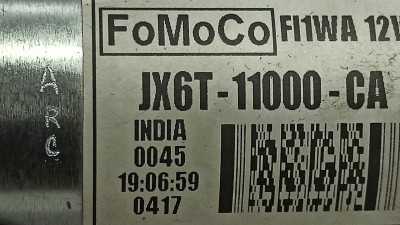 FoMoCo FI1WA 12V
JX6T-11000-CA
INDIA
0045
19:06:59
0417
A
R
C